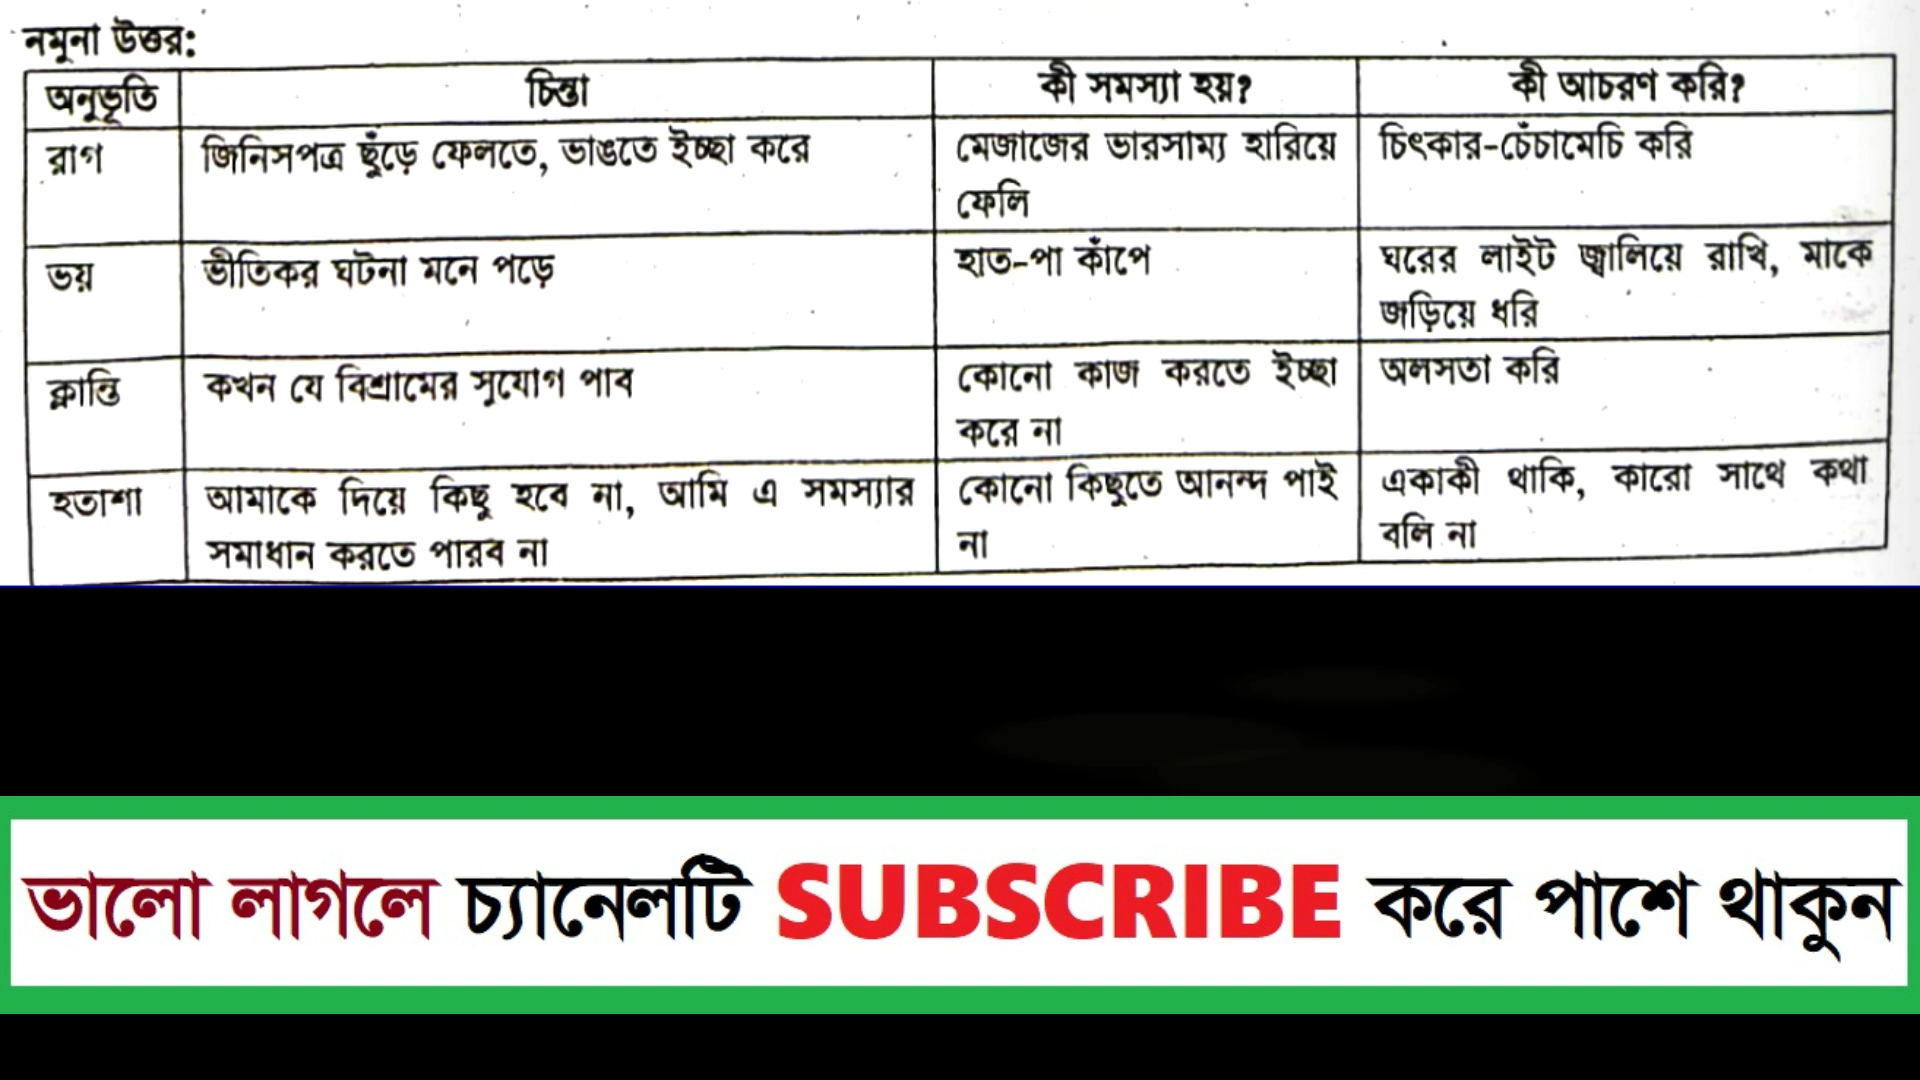 নমুনা উত্তর:
অনুভূতি চিন্তা কী সমস্যা হয়? কী আচরণ করি?
রাগ জিনিসপত্র ছুঁড়ে ফেলতে, ভাঙতে ইচ্ছা করে মেজাজের ভারসাম্য হারিয়ে চিৎকার-চেঁচামেচি করি
ফেলি
ভয় ভীতিকর ঘটনা মনে পড়ে হাত-পা কাঁপে ঘরের লাইট জ্বালিয়ে রাখি, মাকে
জড়িয়ে ধরি
ক্লান্তি কখন যে বিশ্রামের সুযোগ পাব কোনো কাজ করতে ইচ্ছা অলসতা করি
করে না
হতাশা আমাকে দিয়ে কিছু হবে না, আমি এ সমস্যার কোনো কিছুতে আনন্দ পাই একাকী থাকি, কারো সাথে কথা
সমাধান করতে পারব না না বলি না
ভালো লাগলে চ্যানেলটি SUBSCRIBE করে পাশে থাকুন